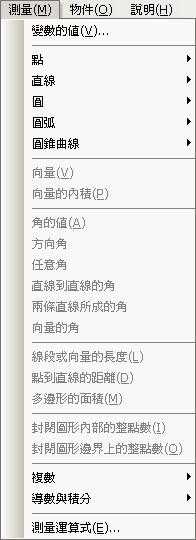 測量(M) 物件(O) 說明(H)
變數的值(V)...
點
直線
圓
圓弧
圓錐曲線
向量(V)
向量的內積(P)
角的值(A)
方向角
任意角
直線到直線的角
兩條直線所成的角
向量的角
線段或向量的長度(L)
點到直線的距離(D)
多邊形的面積(M)
封閉圖形內部的整點數(I)
封閉圖形邊界上的整點數(O)
複數
導數與積分
測量運算式(E)...